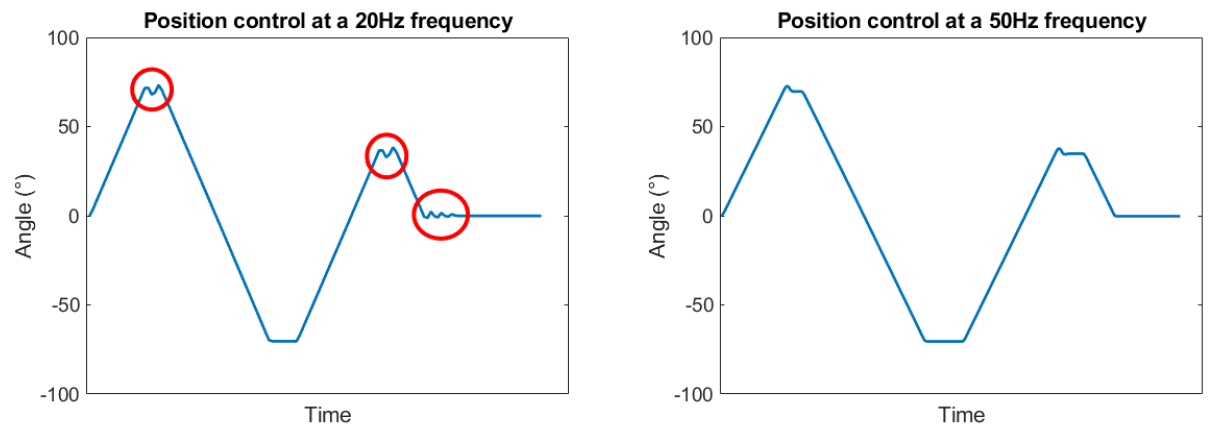 Position control at a 20Hz frequency
100
50
0
-50
-100
Angle (°)
Time
Position control at a 50Hz frequency
100
50
0
-50
-100
Angle (°)
Time